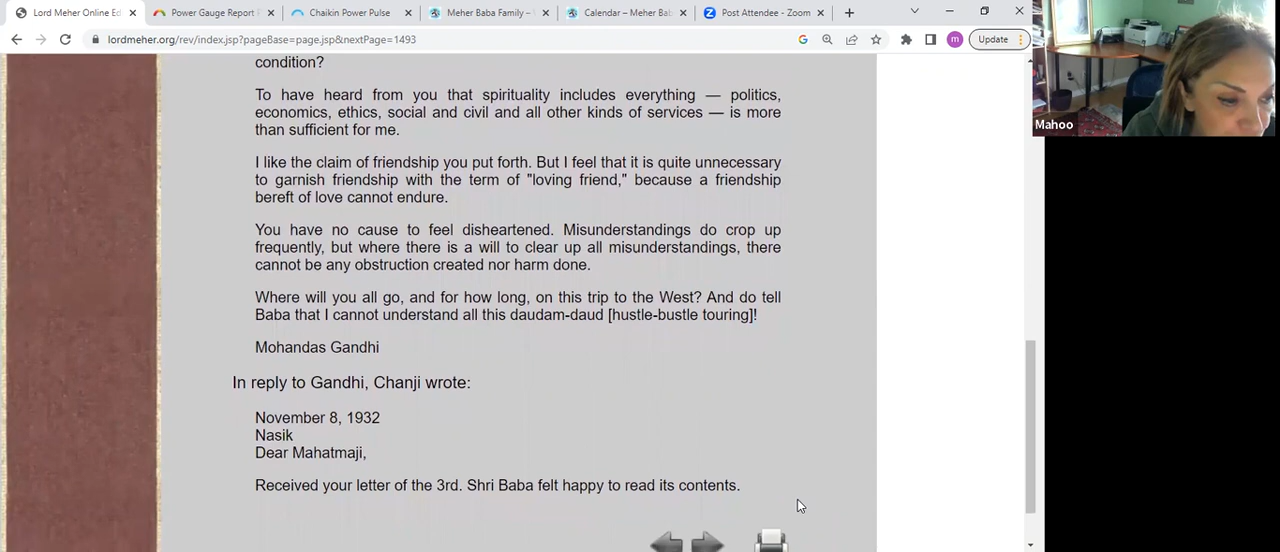 Lord Meher Online Ed
Power Gauge Report
Chaikin Power Pulse
Meher Baba Family –
Calendar – Meher Bab
Post Attendee - Zoom
lordmeher.org/rev/index.jsp?pageBase=page.jsp&nextPage=1493
m
Update
Mahoo
condition?
To have heard from you that spirituality includes everything — politics,
economics, ethics, social and civil and all other kinds of services — is more
than sufficient for me.
I like the claim of friendship you put forth. But I feel that it is quite unnecessary
to garnish friendship with the term of "loving friend," because a friendship
bereft of love cannot endure.
You have no cause to feel disheartened. Misunderstandings do crop up
frequently, but where there is a will to clear up all misunderstandings, there
cannot be any obstruction created nor harm done.
Where will you all go, and for how long, on this trip to the West? And do tell
Baba that I cannot understand all this daudam-daud [hustle-bustle touring]!
Mohandas Gandhi
In reply to Gandhi, Chanji wrote:
November 8, 1932
Nasik
Dear Mahatmaji,
Received your letter of the 3rd. Shri Baba felt happy to read its contents.